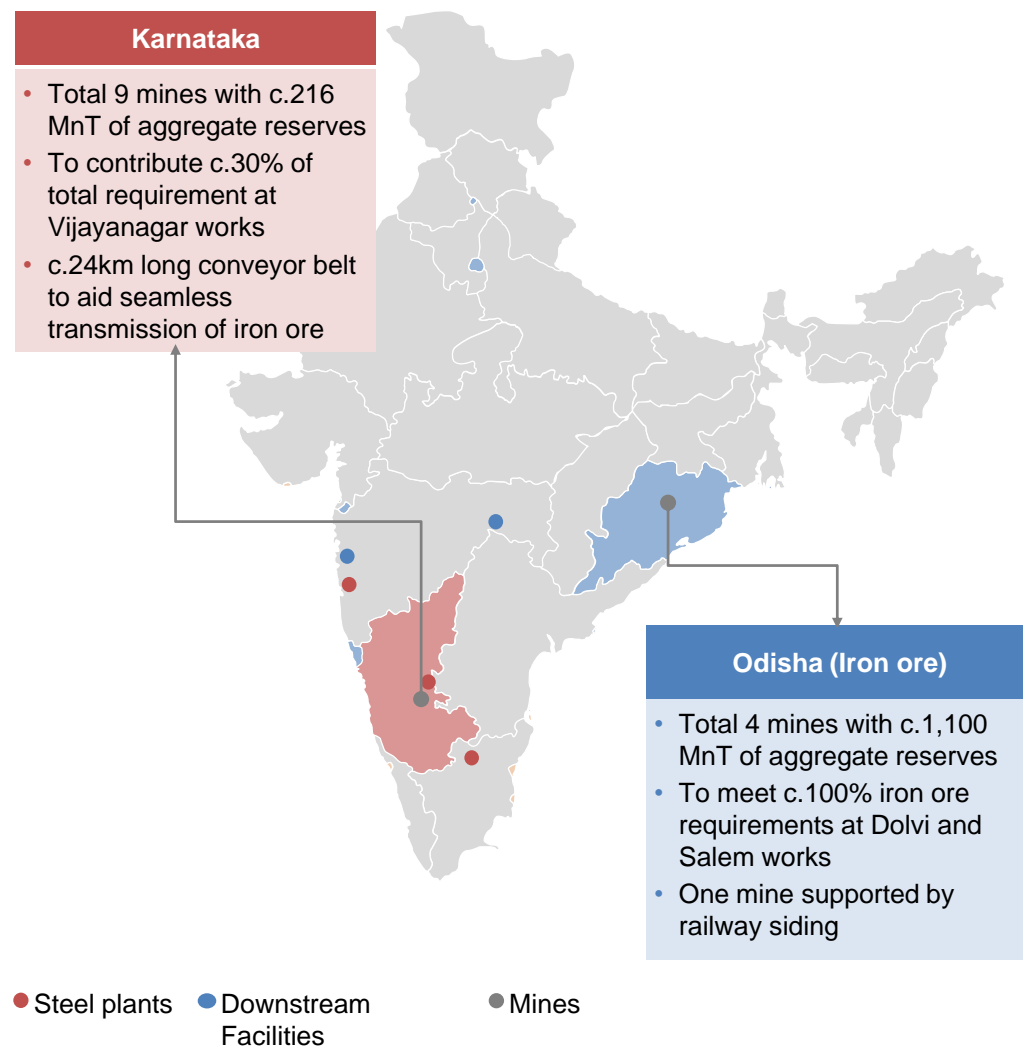 Karnataka
• Total 9 mines with c.216
MnT of aggregate reserves
• To contribute c.30% of
total requirement at
Vijayanagar works
• c.24km long conveyor belt
to aid seamless
transmission of iron ore
Odisha (Iron ore)
• Total 4 mines with c.1,100
MnT of aggregate reserves
• To meet c.100% iron ore
requirements at Dolvi and
Salem works
• One mine supported by
railway siding
Steel plants
Downstream
Facilities
Mines